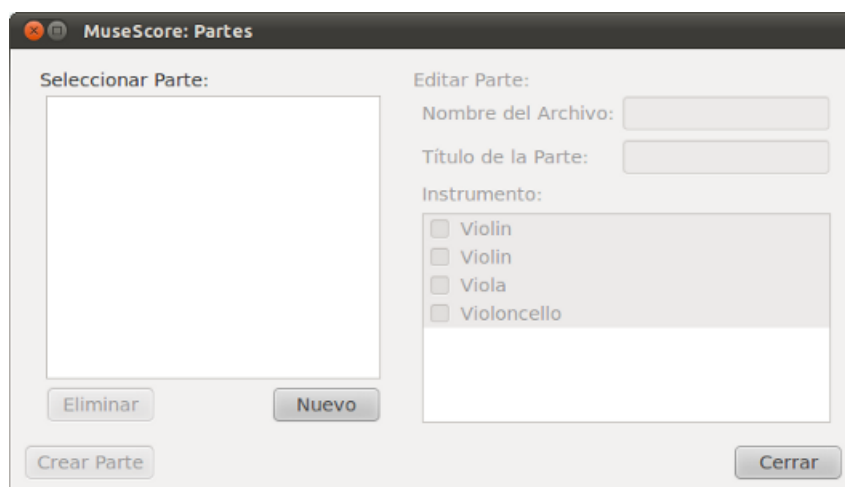 MuseScore: Partes
Seleccionar Parte:
Editar Parte:
Nombre del Archivo:
Título de la Parte:
Instrumento:
Violin
Violin
Viola
Violoncello
Eliminar
Nuevo
Crear Parte
Cerrar